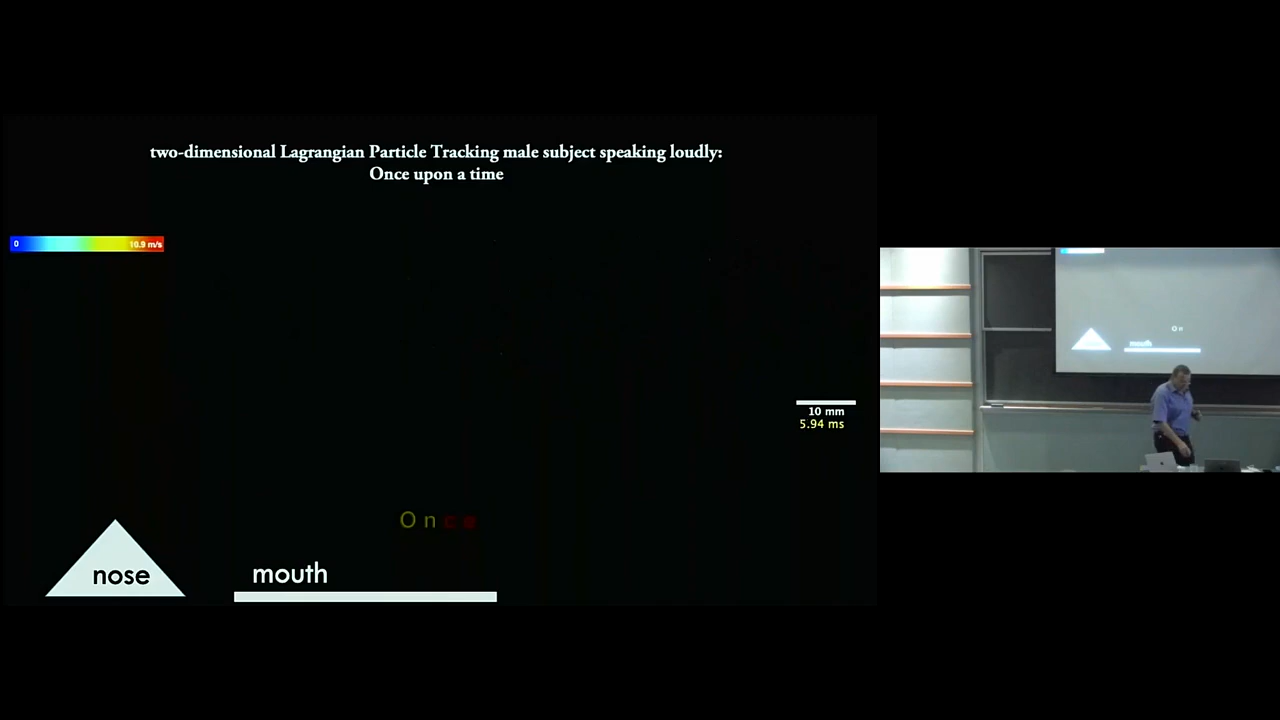 two-dimensional Lagrangian Particle Tracking male subject speaking loudly:
Once upon a time
0 10.9 m/s
10 mm
5.94 ms
O n c e
mouth
nose
O n
mouth